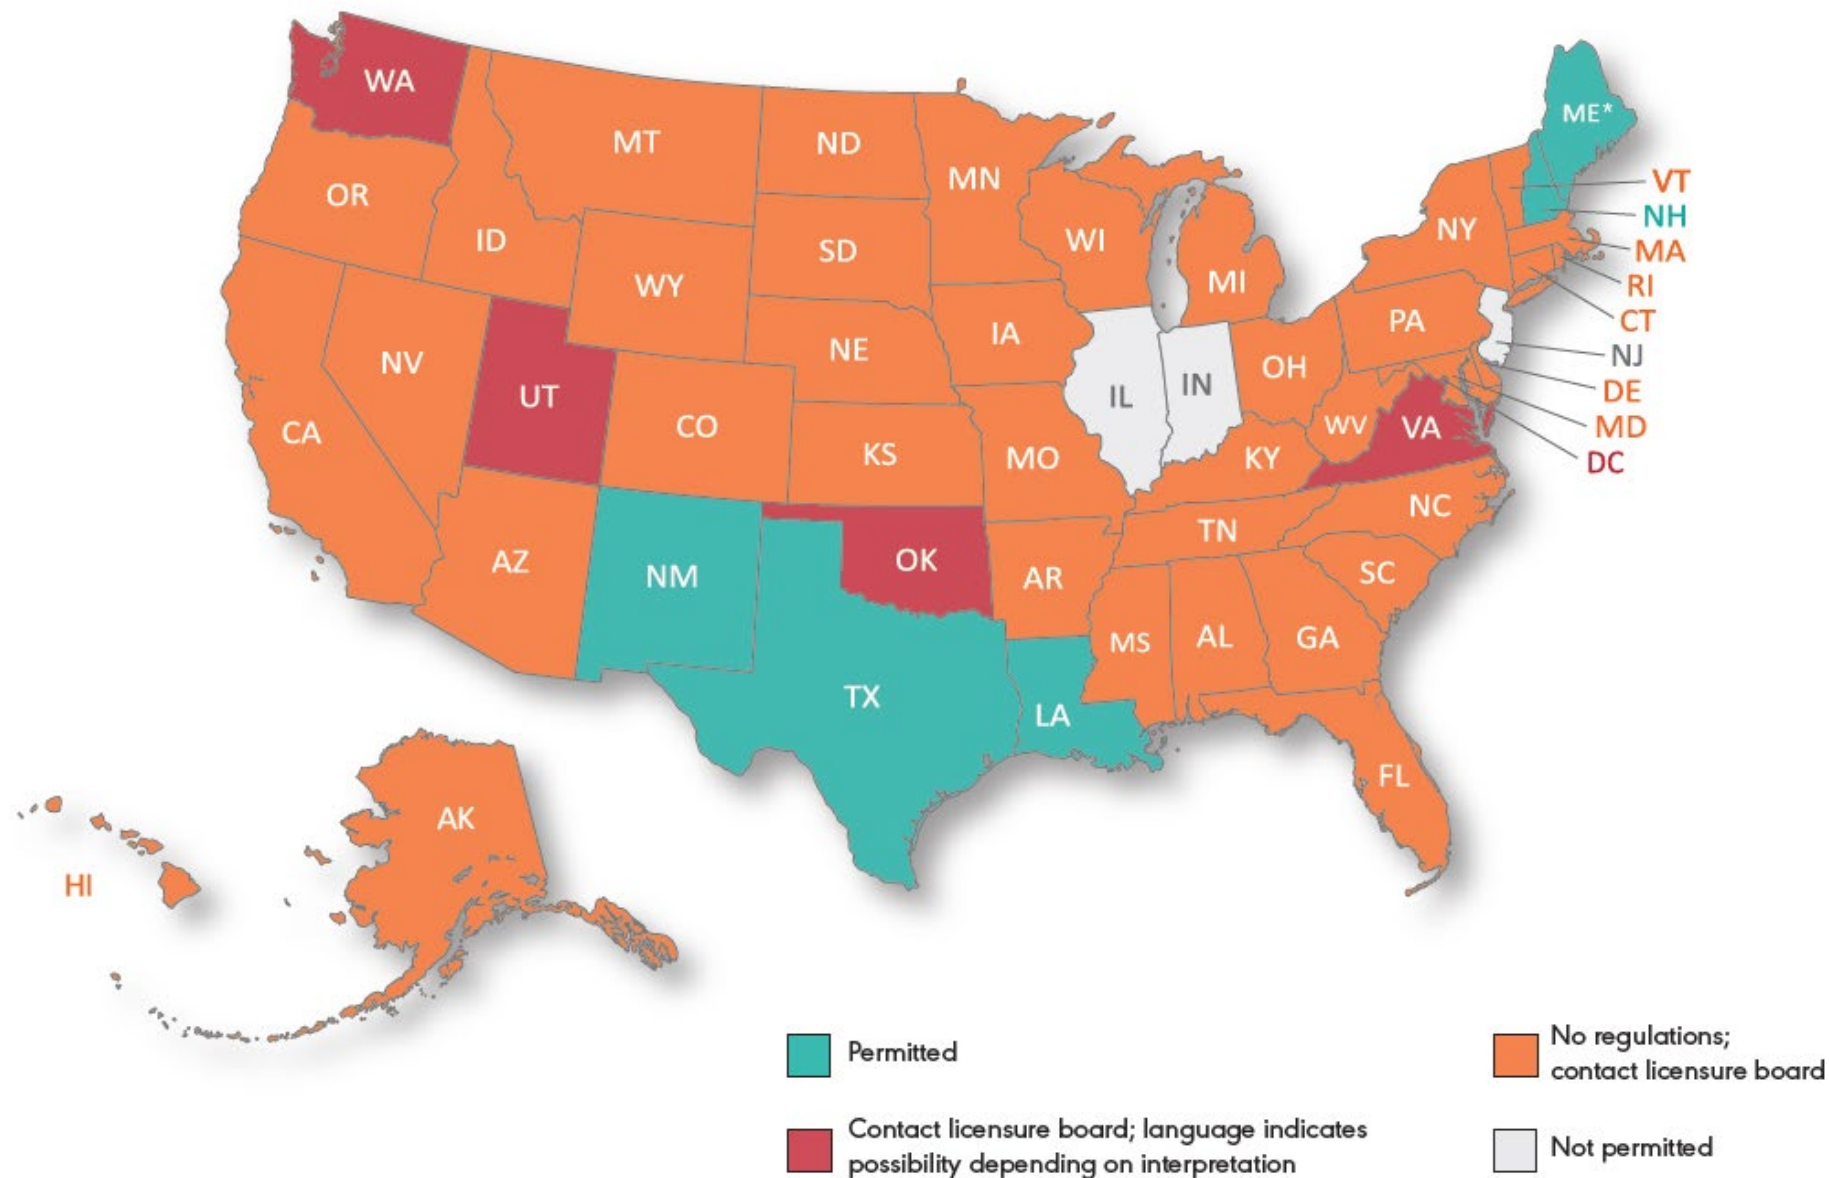 WA
MT
ND
MN
OR
ID
SD
WI
WY
MI
NY
ME*
VT
NH
MA
RI
CT
NJ
DE
MD
DC
IA
NE
PA
NV
UT
CO
IL
IN
OH
CA
KS
MO
WV
VA
KY
NC
TN
AZ
NM
OK
AR
SC
MS
AL
GA
TX
LA
FL
AK
HI
Permitted
No regulations;
contact licensure board
Contact licensure board; language indicates
possibility depending on interpretation
Not permitted